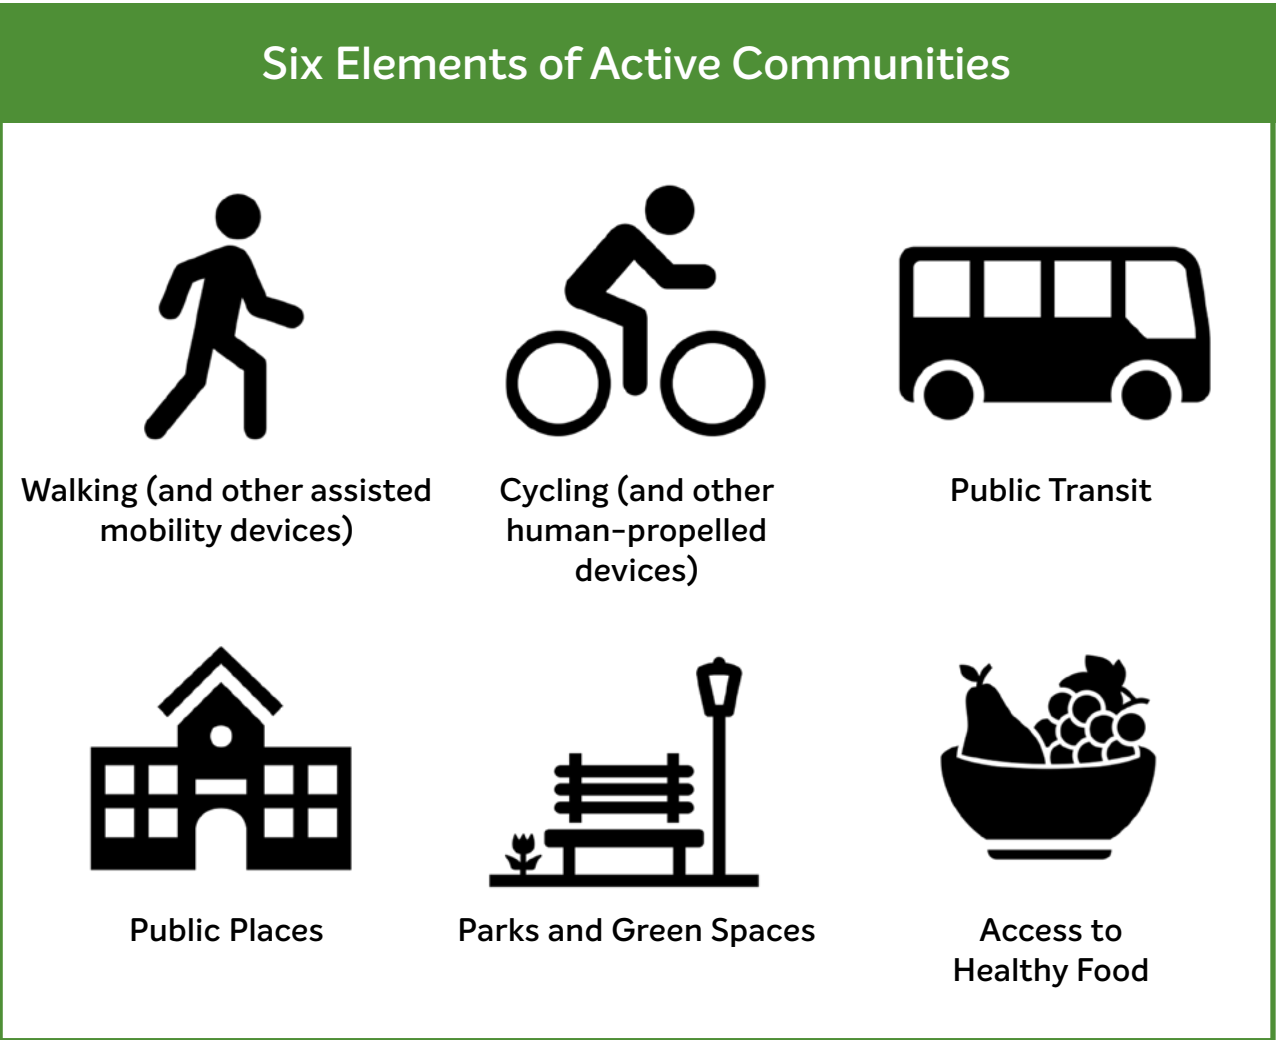 Six Elements of Active Communities
Walking (and other assisted
mobility devices)
Cycling (and other
human-propelled
devices)
Public Transit
Public Places
Parks and Green Spaces
Access to
Healthy Food